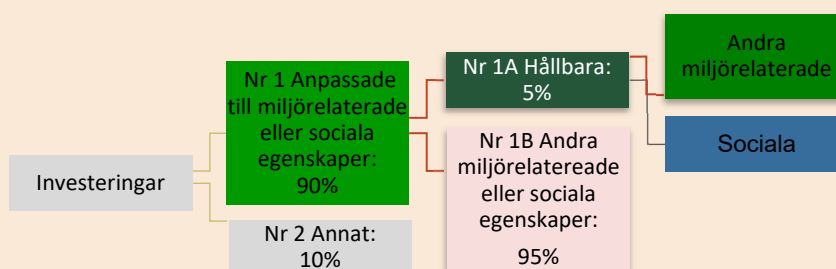 Investeringar
Nr 1 Anpassade
till miljörelaterade
eller sociala
egenskaper:
90%
Nr 2 Annat:
10%
Nr 1A Hållbara:
5%
Nr 1B Andra
miljörelatereade
eller sociala
egenskaper:
95%
Andra
miljörelaterade
Sociala